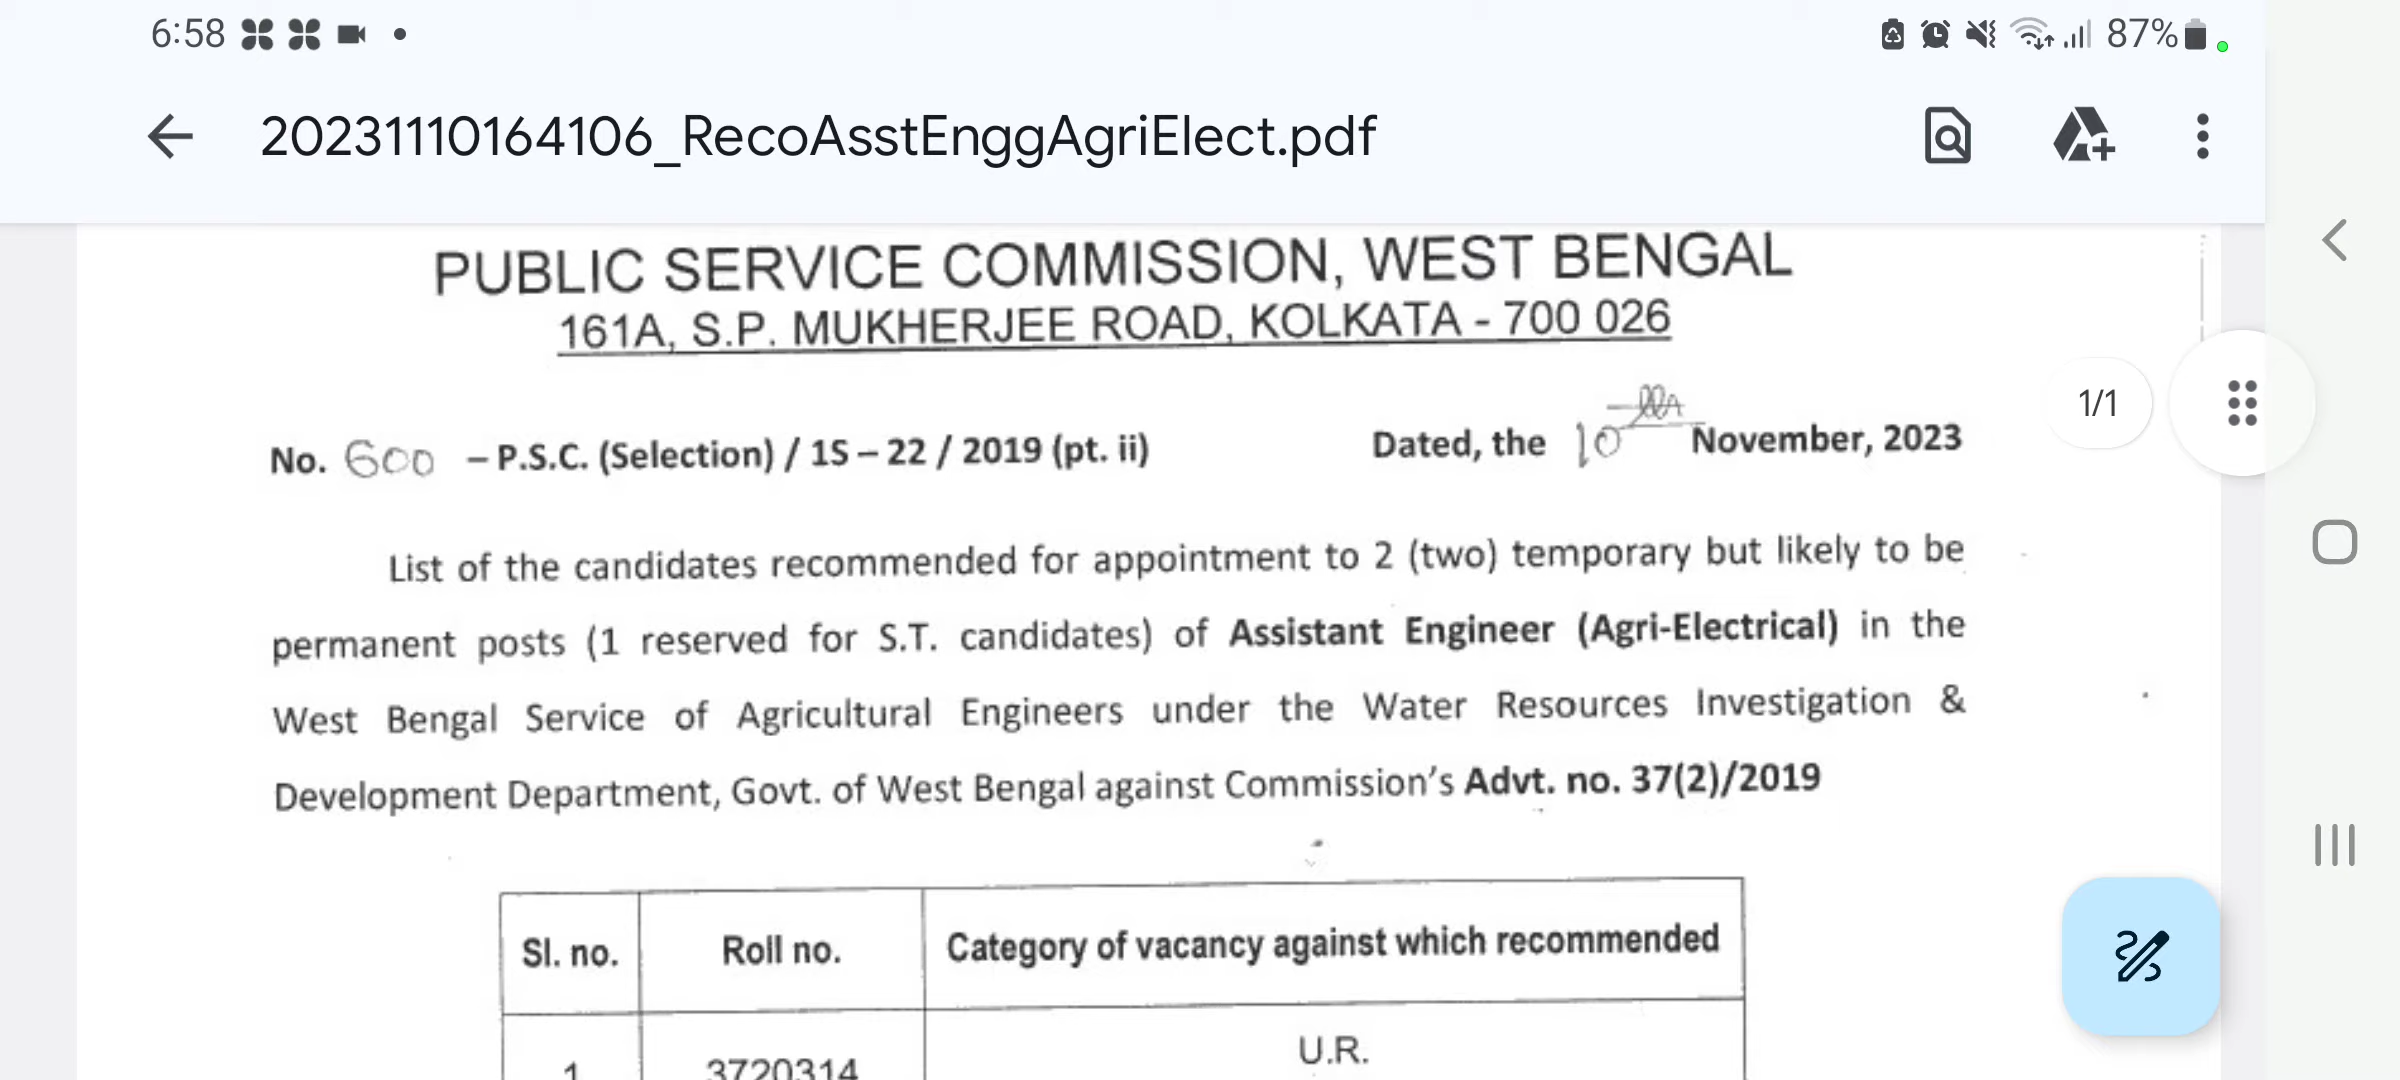 6:58
87%
20231110164106_RecoAsstEnggAgriElect.pdf
PUBLIC SERVICE COMMISSION, WEST BENGAL
161A, S.P. MUKHERJEE ROAD, KOLKATA - 700 026
No. 600 – P.S.C. (Selection) / 1S – 22 / 2019 (pt. ii) Dated, the 10 November, 2023
1/1
List of the candidates recommended for appointment to 2 (two) temporary but likely to be
permanent posts (1 reserved for S.T. candidates) of Assistant Engineer (Agri-Electrical) in the
West Bengal Service of Agricultural Engineers under the Water Resources Investigation &
Development Department, Govt. of West Bengal against Commission's Advt. no. 37(2)/2019
Sl. no. Roll no. Category of vacancy against which recommended
1 3720314 U.R.